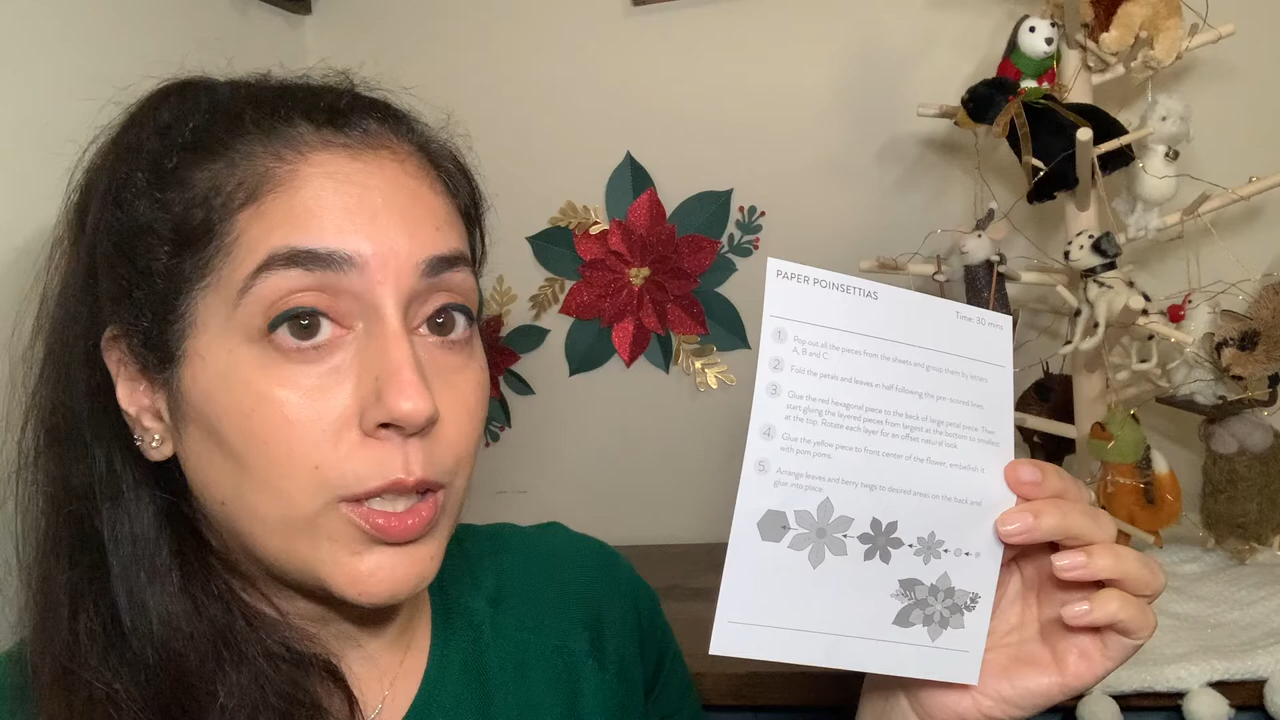 PAPER POINSETTIAS
Time: 30 mins
1. Pop out all the pieces from the sheets and group them by letters
A, B and C.
2. Fold the petals and leaves in half following the pre-scored lines.
3. Glue the red hexagonal piece to the back of large petal piece. Then
start gluing the layered pieces from largest at the bottom to smallest
at the top. Rotate each layer for an offset natural look.
4. Glue the yellow piece to front center of the flower, embellish it
with pom poms.
5. Arrange leaves and berry twigs to desired areas on the back and
glue into place.